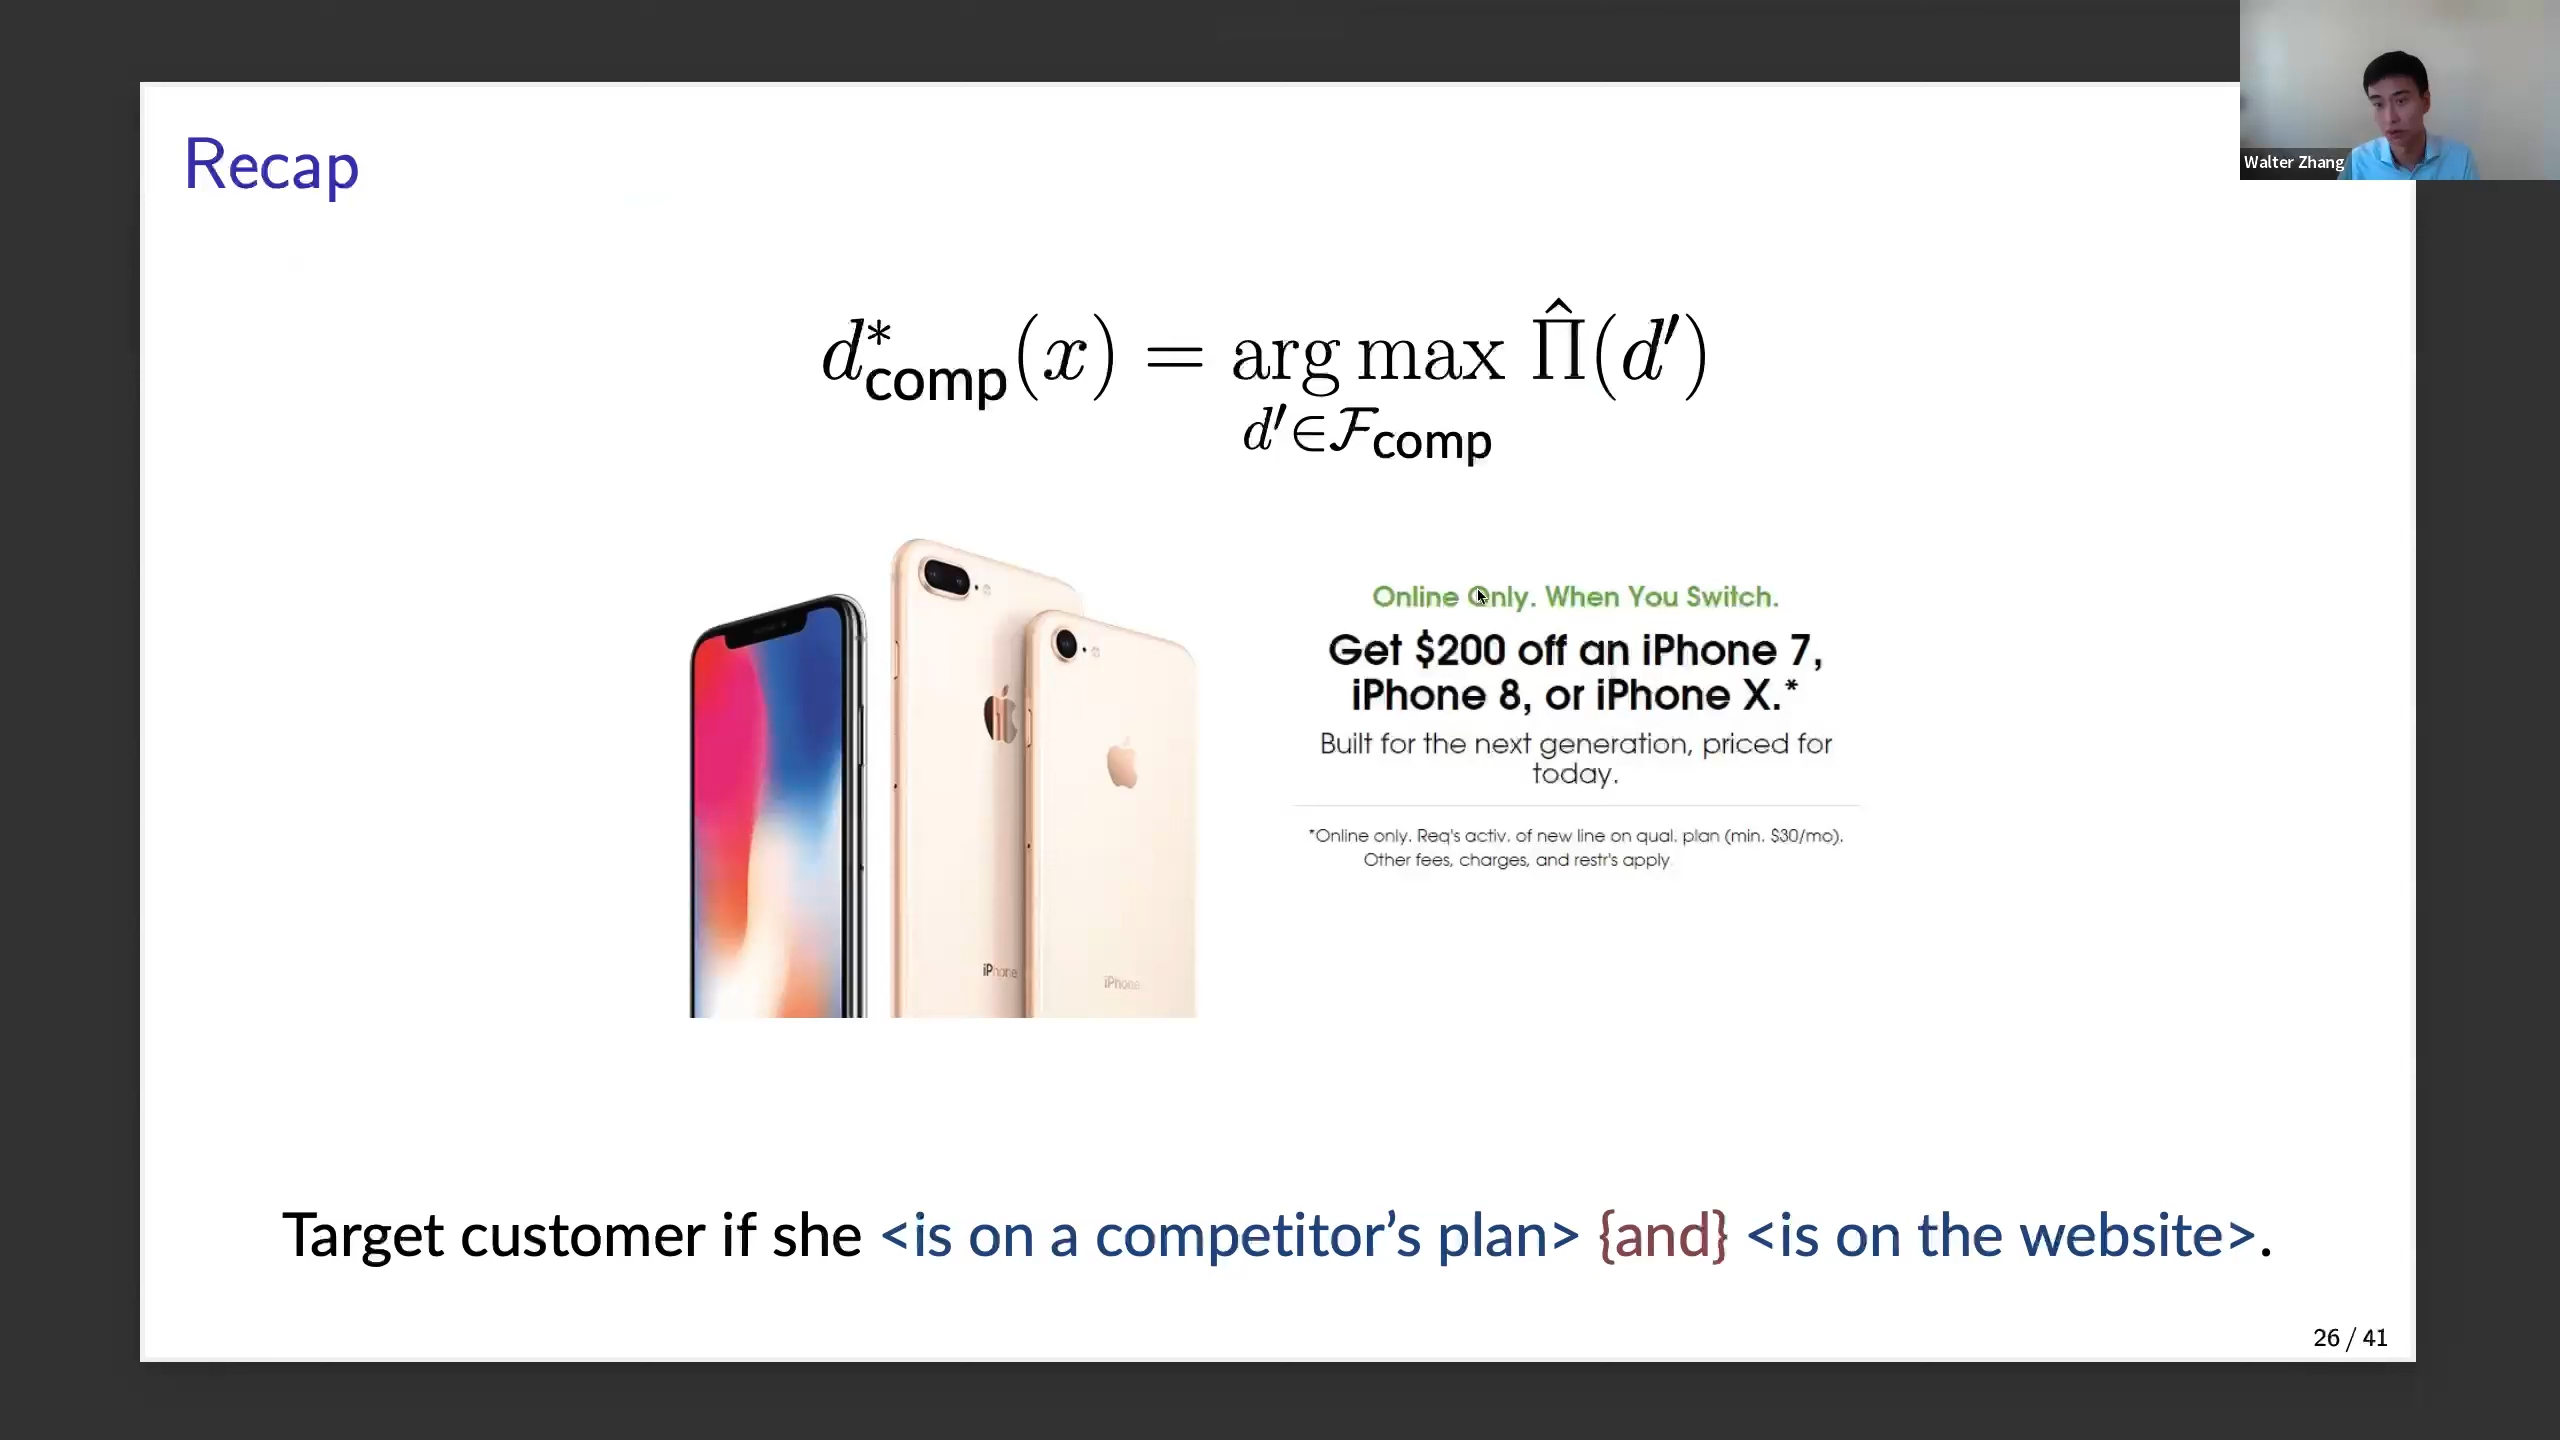 Walter Zhang
Recap
d*comp(x) = arg max Π̂(d′)
d′∈Fcomp
Online Only. When You Switch.
Get $200 off an iPhone 7,
iPhone 8, or iPhone X.*
Built for the next generation, priced for
today.
*Online only. Req's activ. of new line on qual. plan (min. $30/mo).
Other fees, charges, and restr's apply
iPhone
iPhone
Target customer if she <is on a competitor’s plan> {and} <is on the website>.
26 / 41